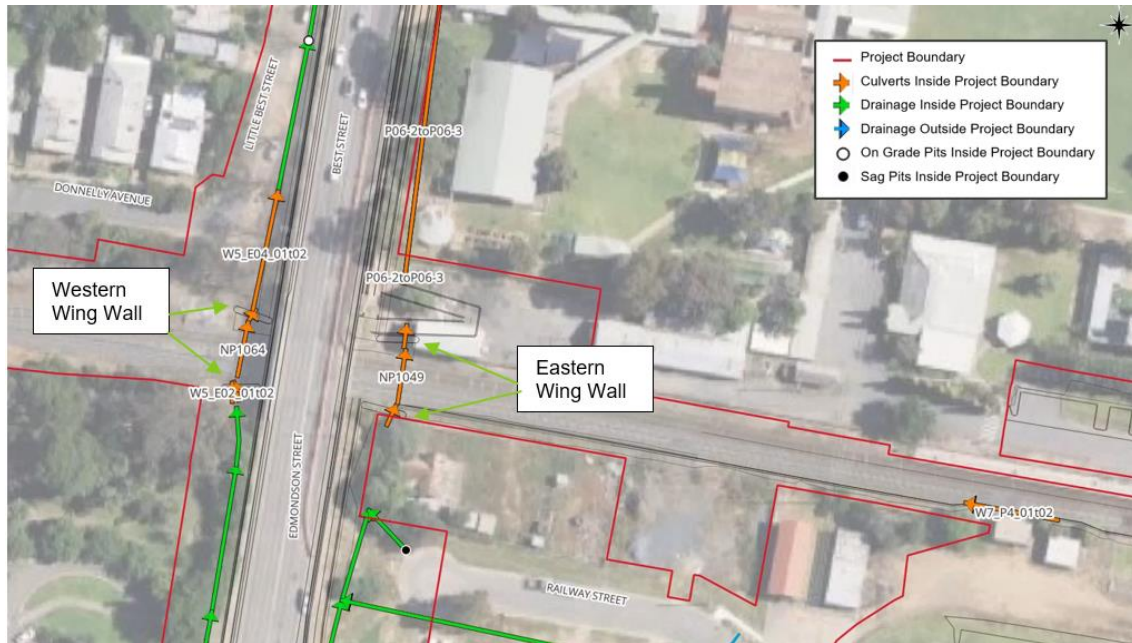 Project Boundary
Culverts Inside Project Boundary
Drainage Inside Project Boundary
Drainage Outside Project Boundary
On Grade Pits Inside Project Boundary
Sag Pits Inside Project Boundary
LITTLE BEST STREET
BEST STREET
P06-2toP06-3
DONNELLY AVENUE
W5_E04_01t02
P06-2toP06-3
Western
Wing Wall
NP1064
Eastern
Wing Wall
NP1049
W5_E02_01t02
EDMONDSON STREET
W7_P4_01t02
RAILWAY STREET